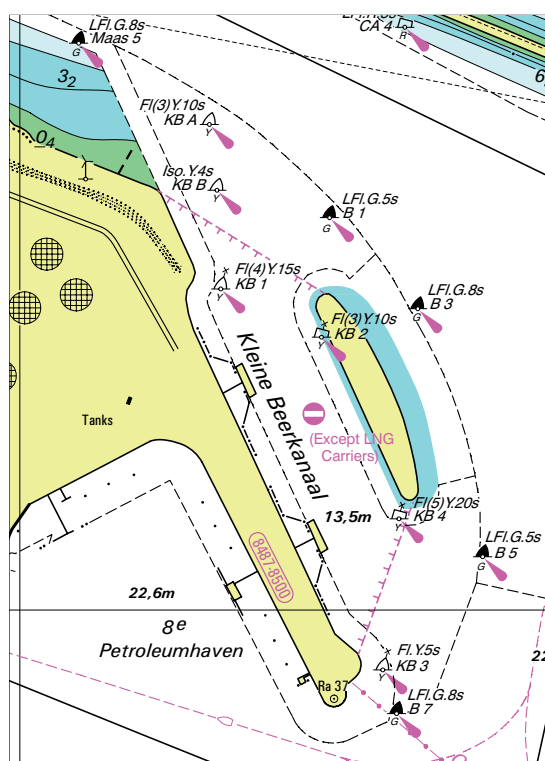 LFl.G.8s
Maas 5
G
CA 4
R
6
3₂
Fl(3)Y.10s
KB A
Y
0₄
Iso.Y.4s
KB B
Y
LFl.G.5s
B 1
G
Fl(4)Y.15s
KB 1
Y
LFl.G.8s
B 3
G
Fl(3)Y.10s
KB 2
Y
Kleine Beerkanaal
Tanks
(Except LNG
Carriers)
13,5m
Fl(5)Y.20s
KB 4
Y
LFl.G.5s
B 5
G
8487-8500
22,6m
8e
Petroleumhaven
22
Fl.Y.5s
KB 3
Y
Ra 37
LFl.G.8s
B 7
G